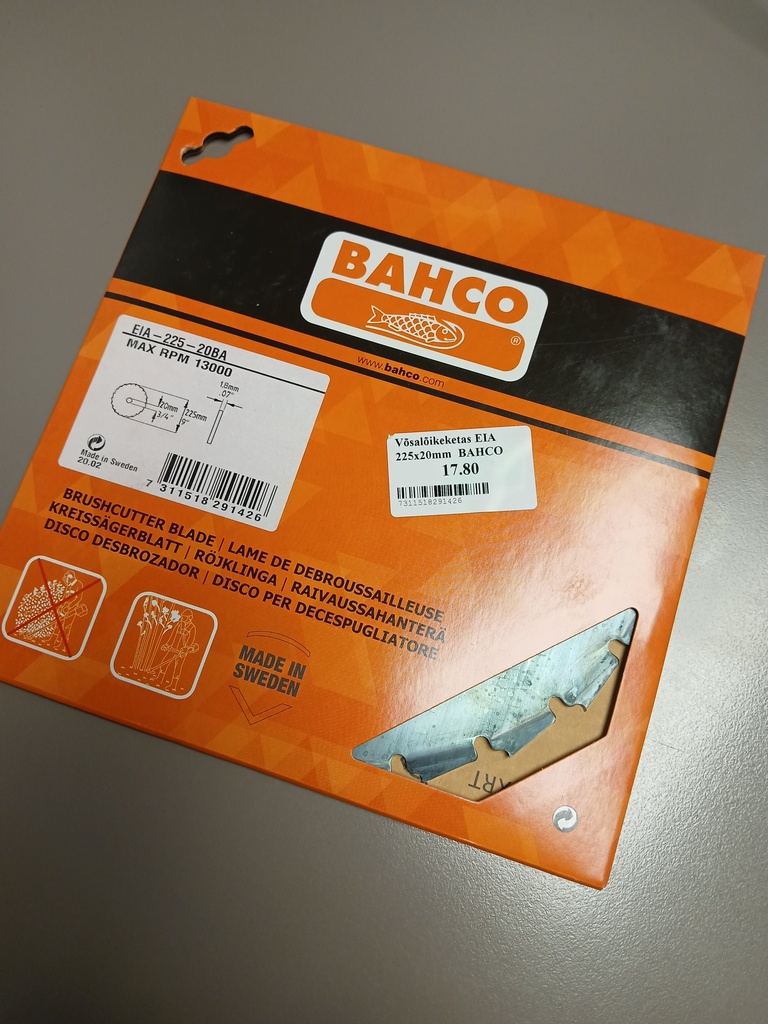 BAHCO
®
www.bahco.com
EIA-225-20BA
MAX RPM 13000
1.8mm
.07"
20mm
3/4"
225mm
9"
Made in Sweden
20.02
7 311518 291426
Võsalõikeketas EIA
225x20mm BAHCO
17.80
7311518291426
BRUSHCUTTER BLADE | LAME DE DEBROUSSAILLEUSE
KREISSÄGERBLATT | RÖJKLINGA | RAIVAUSSAHANTERÄ
DISCO DESBROZADOR | DISCO PER DECESPUGLIATORE
MADE IN
SWEDEN